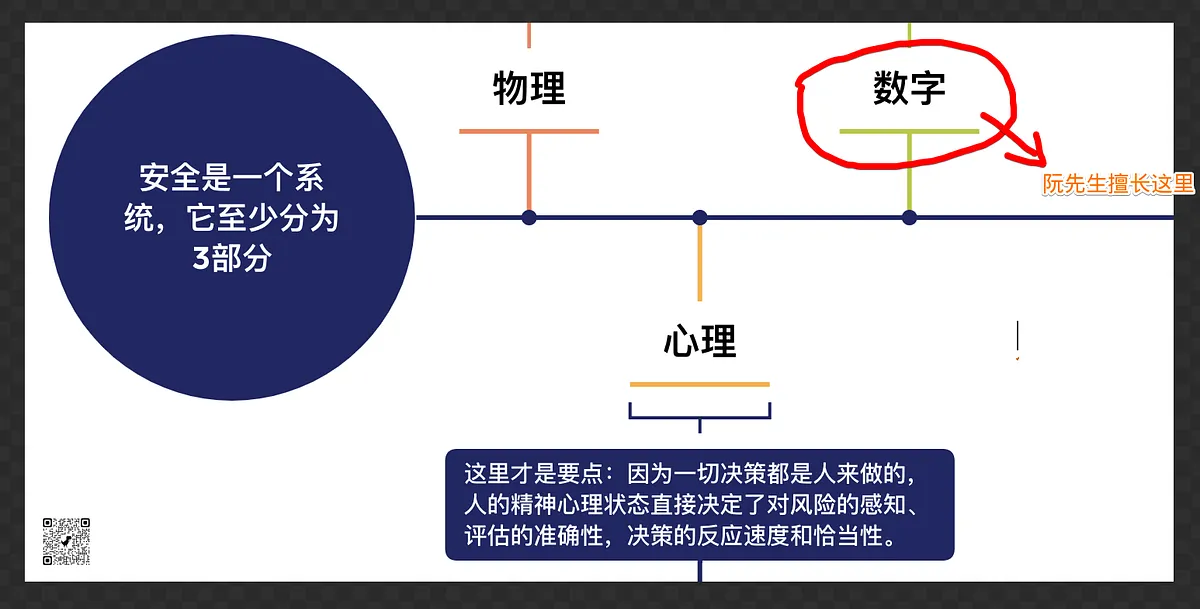 安全是一个系
统，它至少分为
3部分
物理
数字
阮先生擅长这里
心理
这里才是要点：因为一切决策都是人来做的，
人的精神心理状态直接决定了对风险的感知、
评估的准确性，决策的反应速度和恰当性。